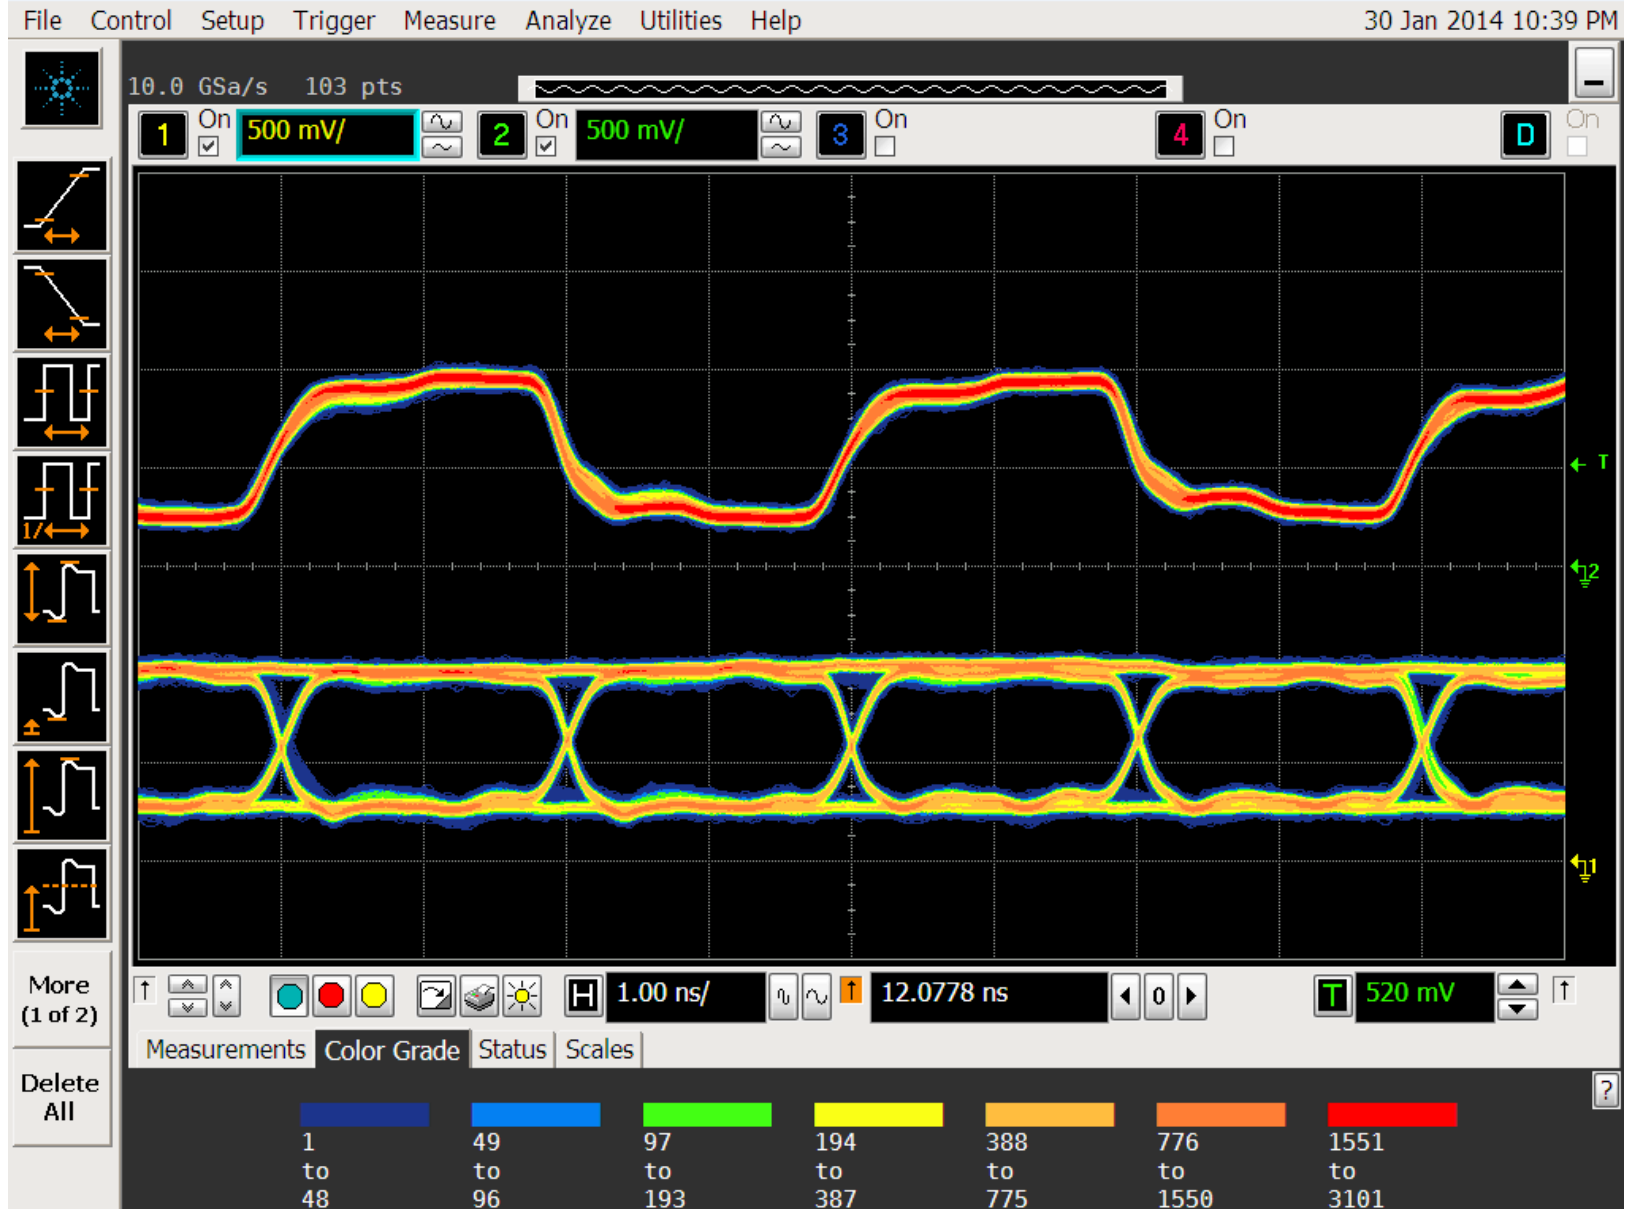 File Control Setup Trigger Measure Analyze Utilities Help 30 Jan 2014 10:39 PM
10.0 GSa/s 103 pts
1 On 500 mV/ 2 On 500 mV/ 3 On 4 On D On
T
2
1
1/
More
(1 of 2)
Delete
All
H 1.00 ns/ 12.0778 ns 0 T 520 mV
Measurements Color Grade Status Scales
?
1 49 97 194 388 776 1551
to to to to to to to
48 96 193 387 775 1550 3101